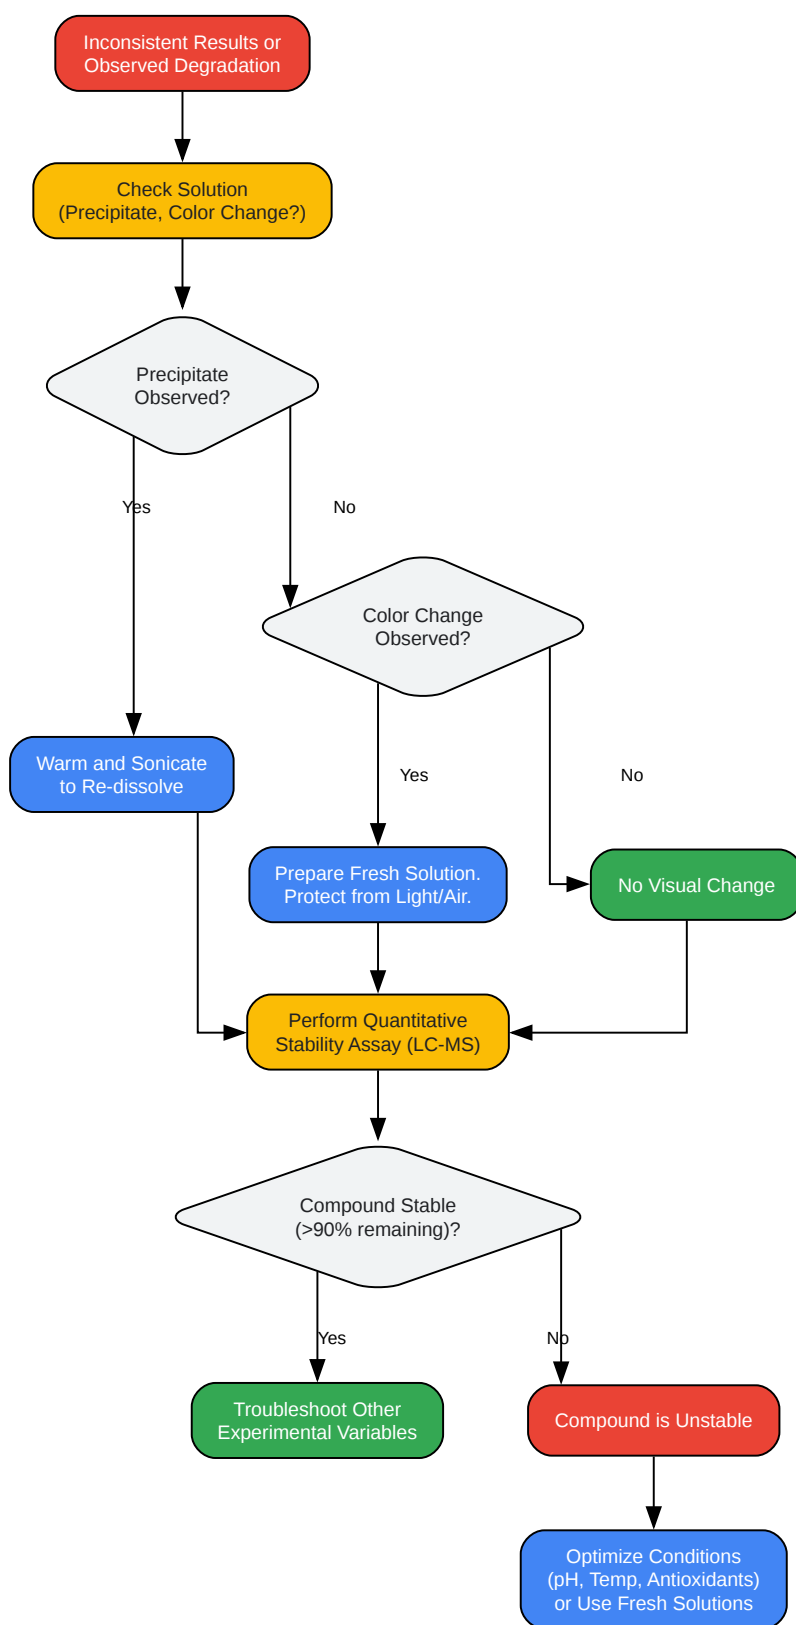 Inconsistent Results or
Observed Degradation
Check Solution
(Precipitate, Color Change?)
Precipitate
Observed?
Yes
No
Color Change
Observed?
Warm and Sonicate
to Re-dissolve
Yes
No
Prepare Fresh Solution.
Protect from Light/Air.
No Visual Change
Perform Quantitative
Stability Assay (LC-MS)
Compound Stable
(>90% remaining)?
Yes
No
Troubleshoot Other
Experimental Variables
Compound is Unstable
Optimize Conditions
(pH, Temp, Antioxidants)
or Use Fresh Solutions